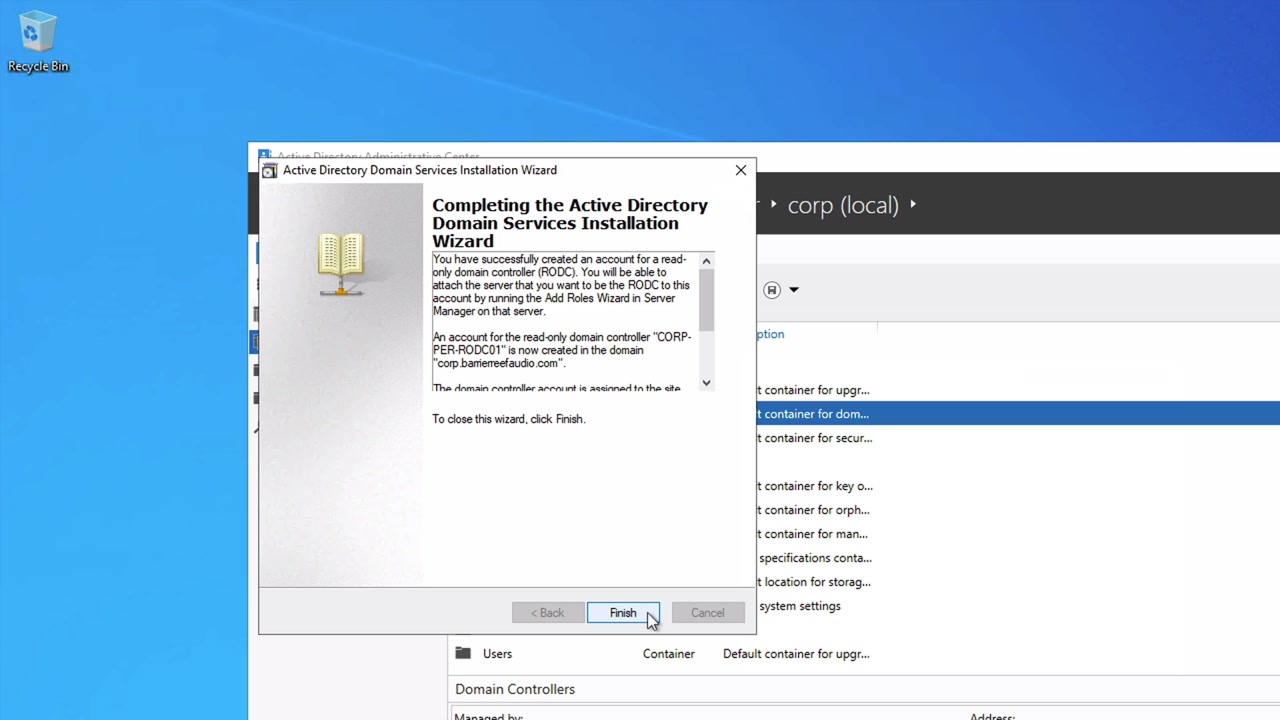 Recycle Bin
Active Directory Administrative Center
Active Directory Domain Services Installation Wizard
corp (local)
Completing the Active Directory
Domain Services Installation
Wizard
You have successfully created an account for a read-
only domain controller (RODC). You will be able to
attach the server that you want to be the RODC to this
account by running the Add Roles Wizard in Server
Manager on that server.
An account for the read-only domain controller "CORP-
PER-RODC01" is now created in the domain
"corp.barrierreefaudio.com".
The domain controller account is assigned to the site
To close this wizard, click Finish.
< Back
Finish
Cancel
ption
t container for upgr...
t container for dom...
t container for secur...
t container for key o...
t container for orph...
t container for man...
specifications conta...
t location for storag...
system settings
Users Container Default container for upgr...
Domain Controllers
Managed by: Address: